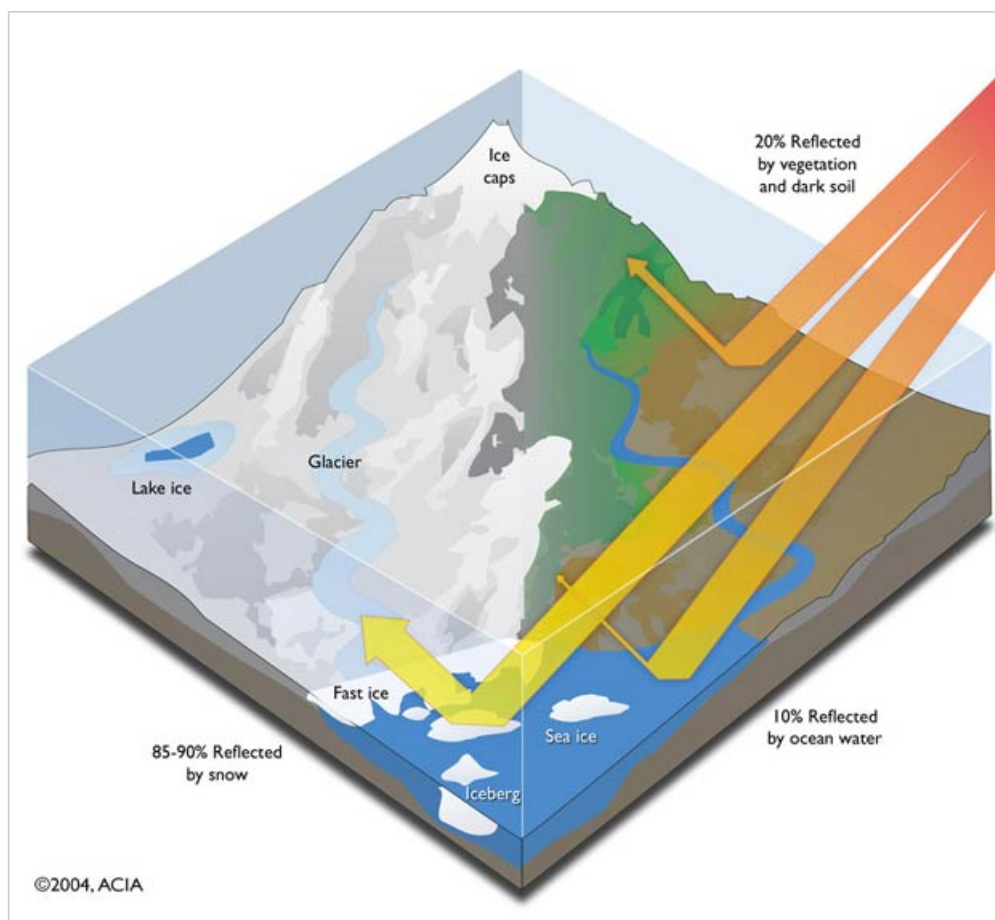 Ice
caps
20% Reflected
by vegetation
and dark soil
Glacier
Lake ice
Fast ice
Sea ice
10% Reflected
by ocean water
85-90% Reflected
by snow
Iceberg
©2004, ACIA